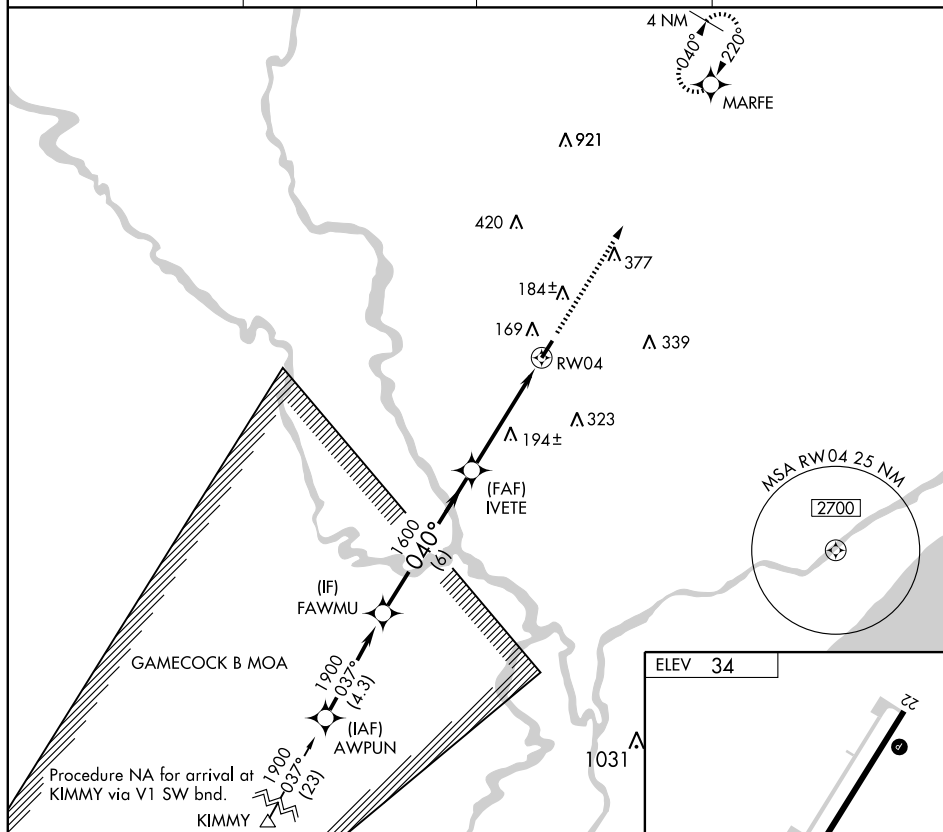 4 NM
040°
220°
MARFE
921
420
377
184±
169
339
RW04
323
194±
(FAF)
IVETE
MSA RW04 25 NM
2700
1600
040°
(6)
(IF)
FAWMU
GAMECOCK B MOA
1900
037°
(4.3)
(IAF)
AWPUN
ELEV 34
22
P
1031
Procedure NA for arrival at
KIMMY via V1 SW bnd.
1900
037°
(23)
KIMMY